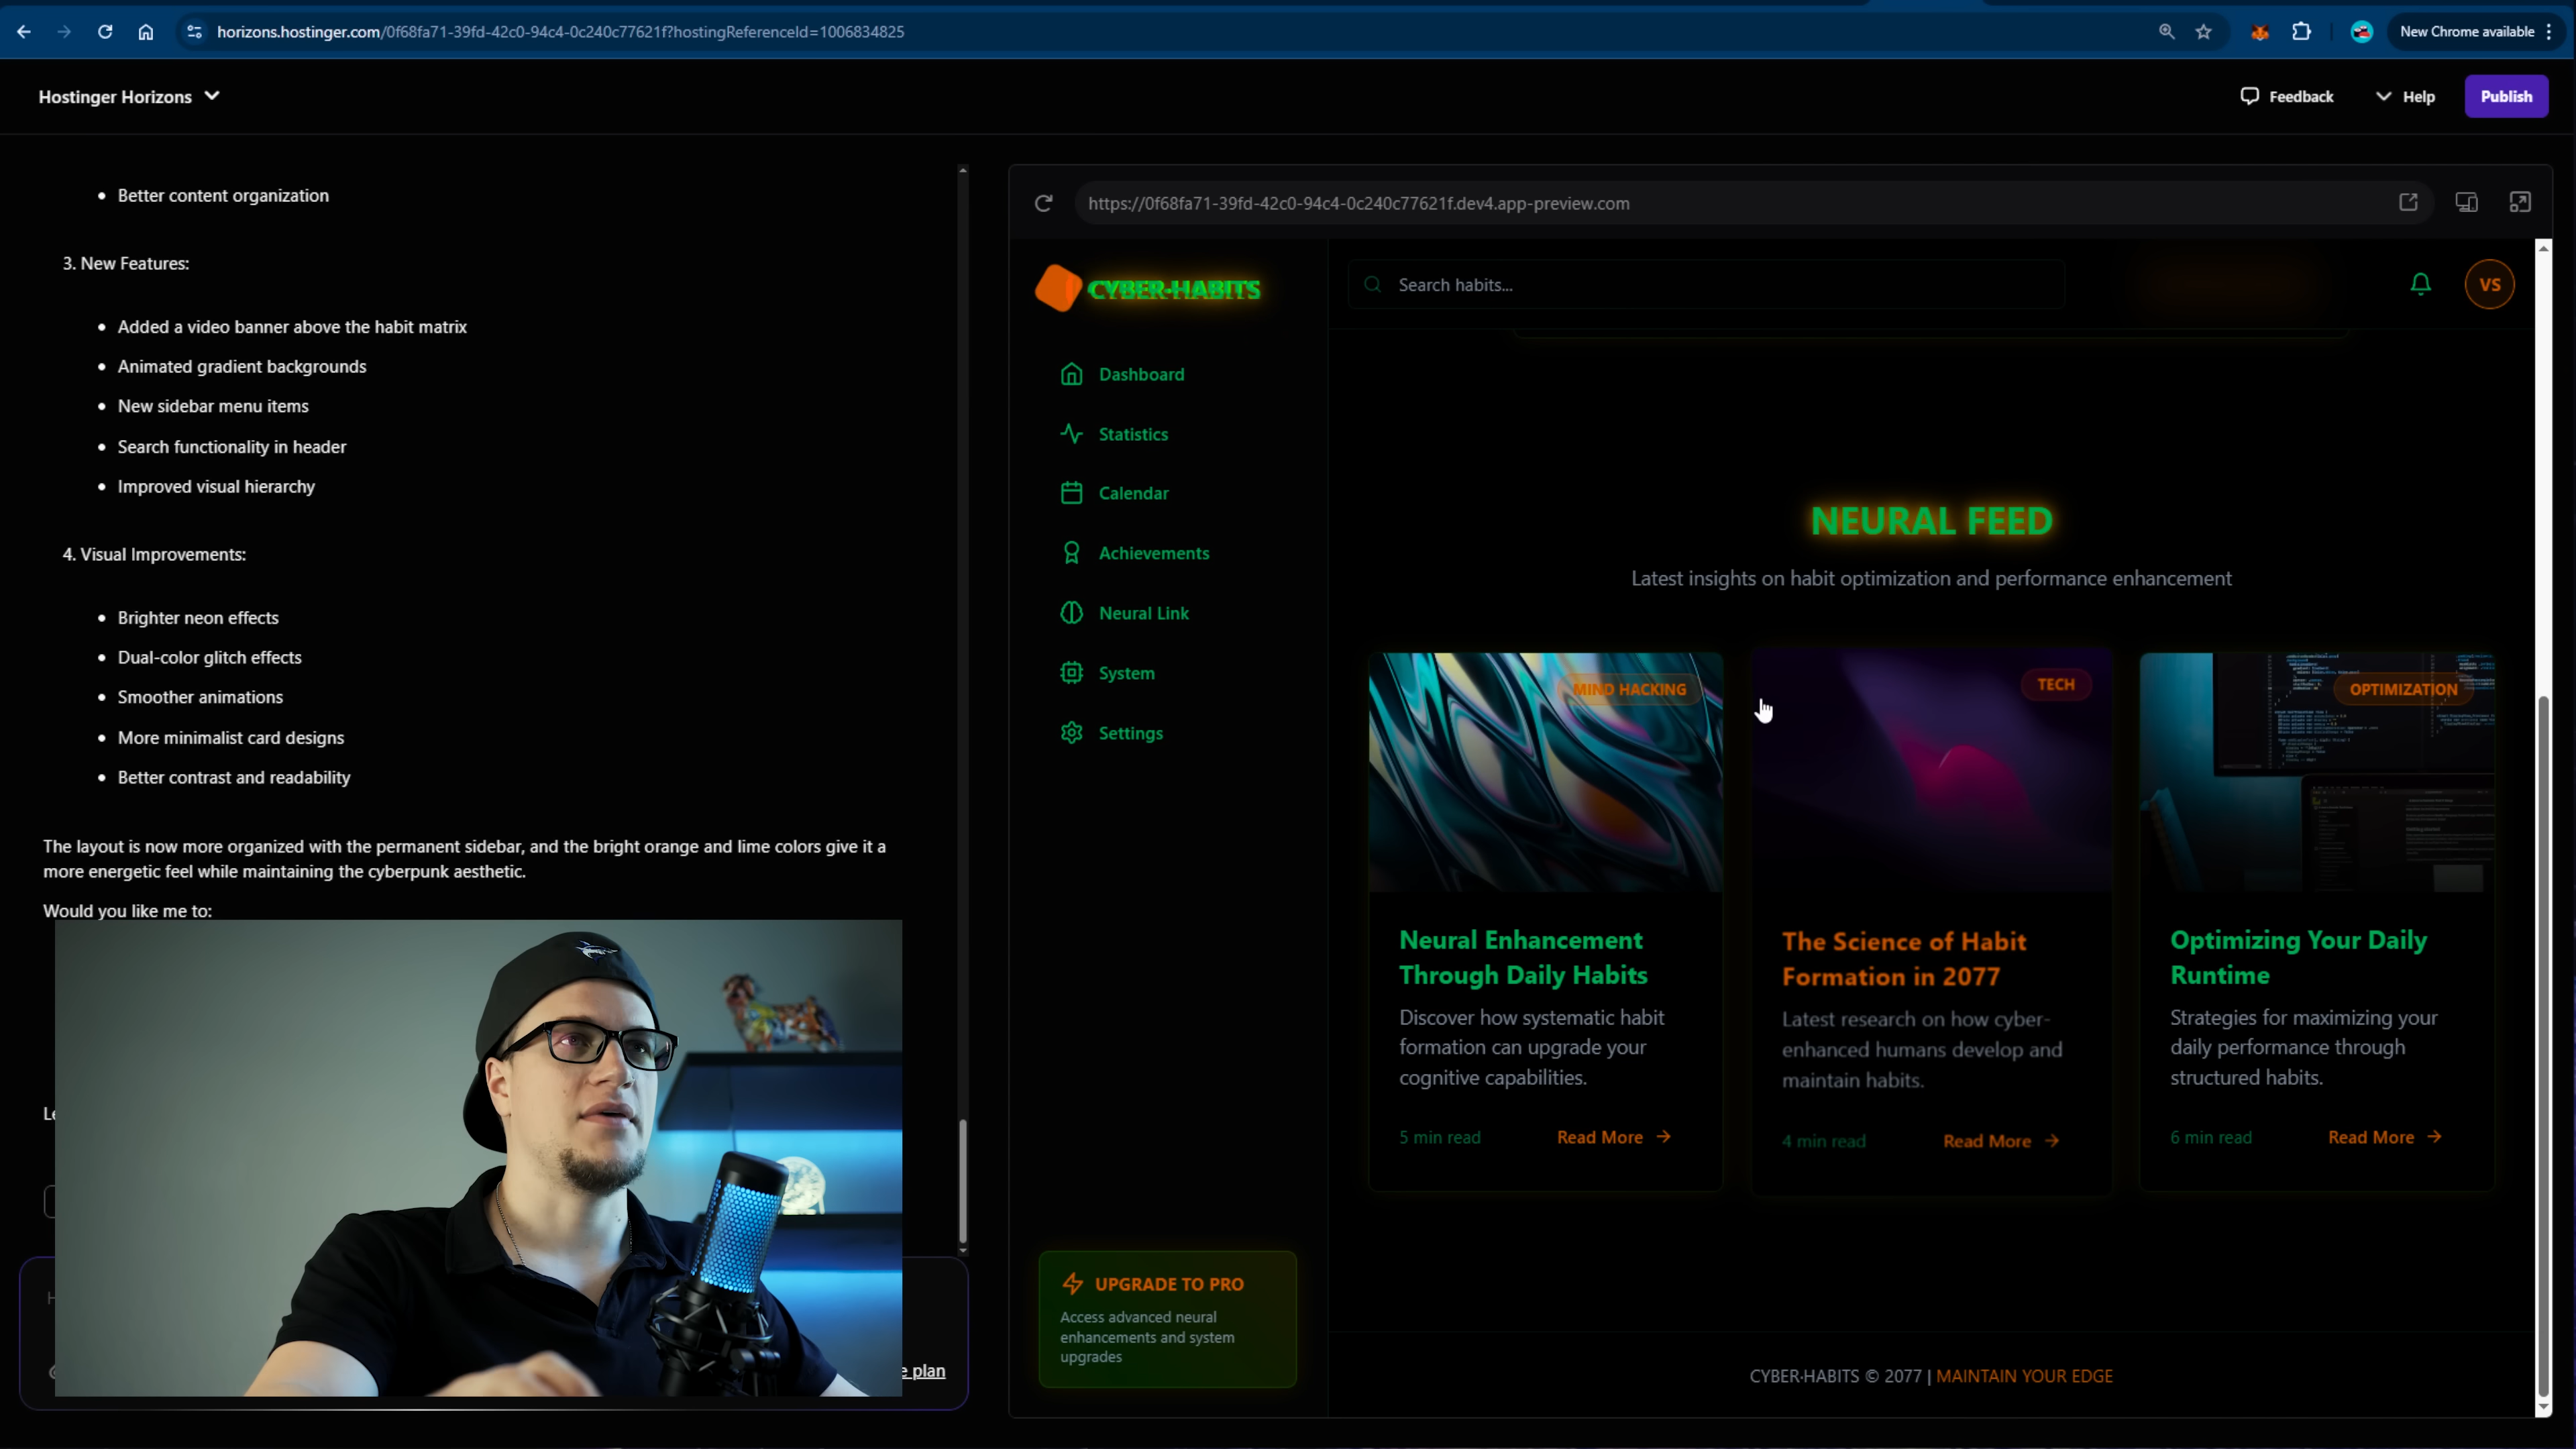 horizons.hostinger.com/0f68fa71-39fd-42c0-94c4-0c240c77621f?hostingReferenceId=1006834825
New Chrome available
Hostinger Horizons
Feedback
Help
Publish
Better content organization
3. New Features:
Added a video banner above the habit matrix
Animated gradient backgrounds
New sidebar menu items
Search functionality in header
Improved visual hierarchy
4. Visual Improvements:
Brighter neon effects
Dual-color glitch effects
Smoother animations
More minimalist card designs
Better contrast and readability
The layout is now more organized with the permanent sidebar, and the bright orange and lime colors give it a
more energetic feel while maintaining the cyberpunk aesthetic.
Would you like me to:
plan
https://0f68fa71-39fd-42c0-94c4-0c240c77621f.dev4.app-preview.com
CYBER·HABITS
Search habits...
VS
Dashboard
Statistics
Calendar
Achievements
Neural Link
System
Settings
UPGRADE TO PRO
Access advanced neural
enhancements and system
upgrades
NEURAL FEED
Latest insights on habit optimization and performance enhancement
MIND HACKING
Neural Enhancement
Through Daily Habits
Discover how systematic habit
formation can upgrade your
cognitive capabilities.
5 min read
Read More
TECH
The Science of Habit
Formation in 2077
Latest research on how cyber-
enhanced humans develop and
maintain habits.
4 min read
Read More
OPTIMIZATION
Optimizing Your Daily
Runtime
Strategies for maximizing your
daily performance through
structured habits.
6 min read
Read More
CYBER·HABITS © 2077 | MAINTAIN YOUR EDGE